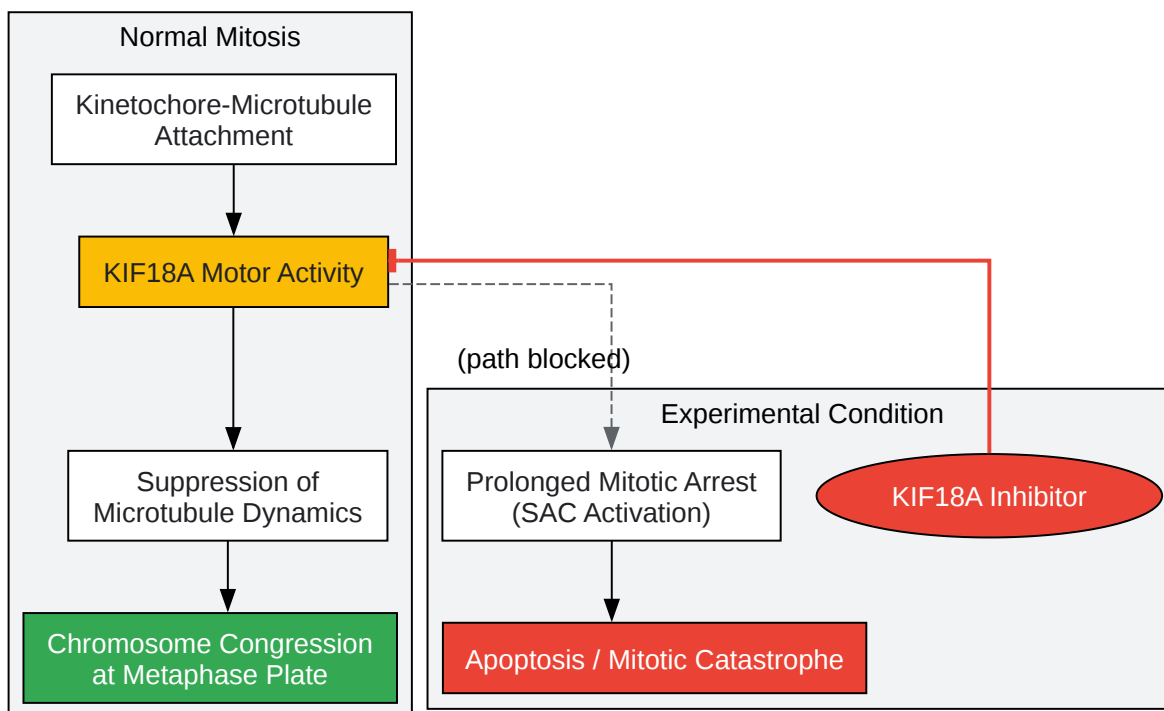 Normal Mitosis
Kinetochore-Microtubule
Attachment
KIF18A Motor Activity
(path blocked)
Experimental Condition
Suppression of
Microtubule Dynamics
Prolonged Mitotic Arrest
(SAC Activation)
KIF18A Inhibitor
Chromosome Congression
at Metaphase Plate
Apoptosis / Mitotic Catastrophe